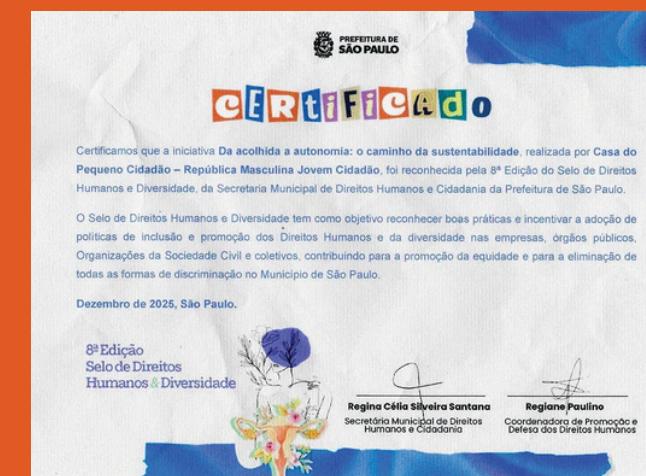 PREFEITURA DE
SÃO PAULO
CERTiFiCAdO
Certificamos que a iniciativa Da acolhida a autonomia: o caminho da sustentabilidade, realizada por Casa do
Pequeno Cidadão – República Masculina Jovem Cidadão, foi reconhecida pela 8ª Edição do Selo de Direitos
Humanos e Diversidade, da Secretaria Municipal de Direitos Humanos e Cidadania da Prefeitura de São Paulo.
O Selo de Direitos Humanos e Diversidade tem como objetivo reconhecer boas práticas e incentivar a adoção de
políticas de inclusão e promoção dos Direitos Humanos e da diversidade nas empresas, órgãos públicos,
Organizações da Sociedade Civil e coletivos, contribuindo para a promoção da equidade e para a eliminação de
todas as formas de discriminação no Município de São Paulo.
Dezembro de 2025, São Paulo.
8ª Edição
Selo de Direitos
Humanos & Diversidade
Regina Célia Silveira Santana
Secretária Municipal de Direitos
Humanos e Cidadania
Regiane Paulino
Coordenadora de Promoção e
Defesa dos Direitos Humanos